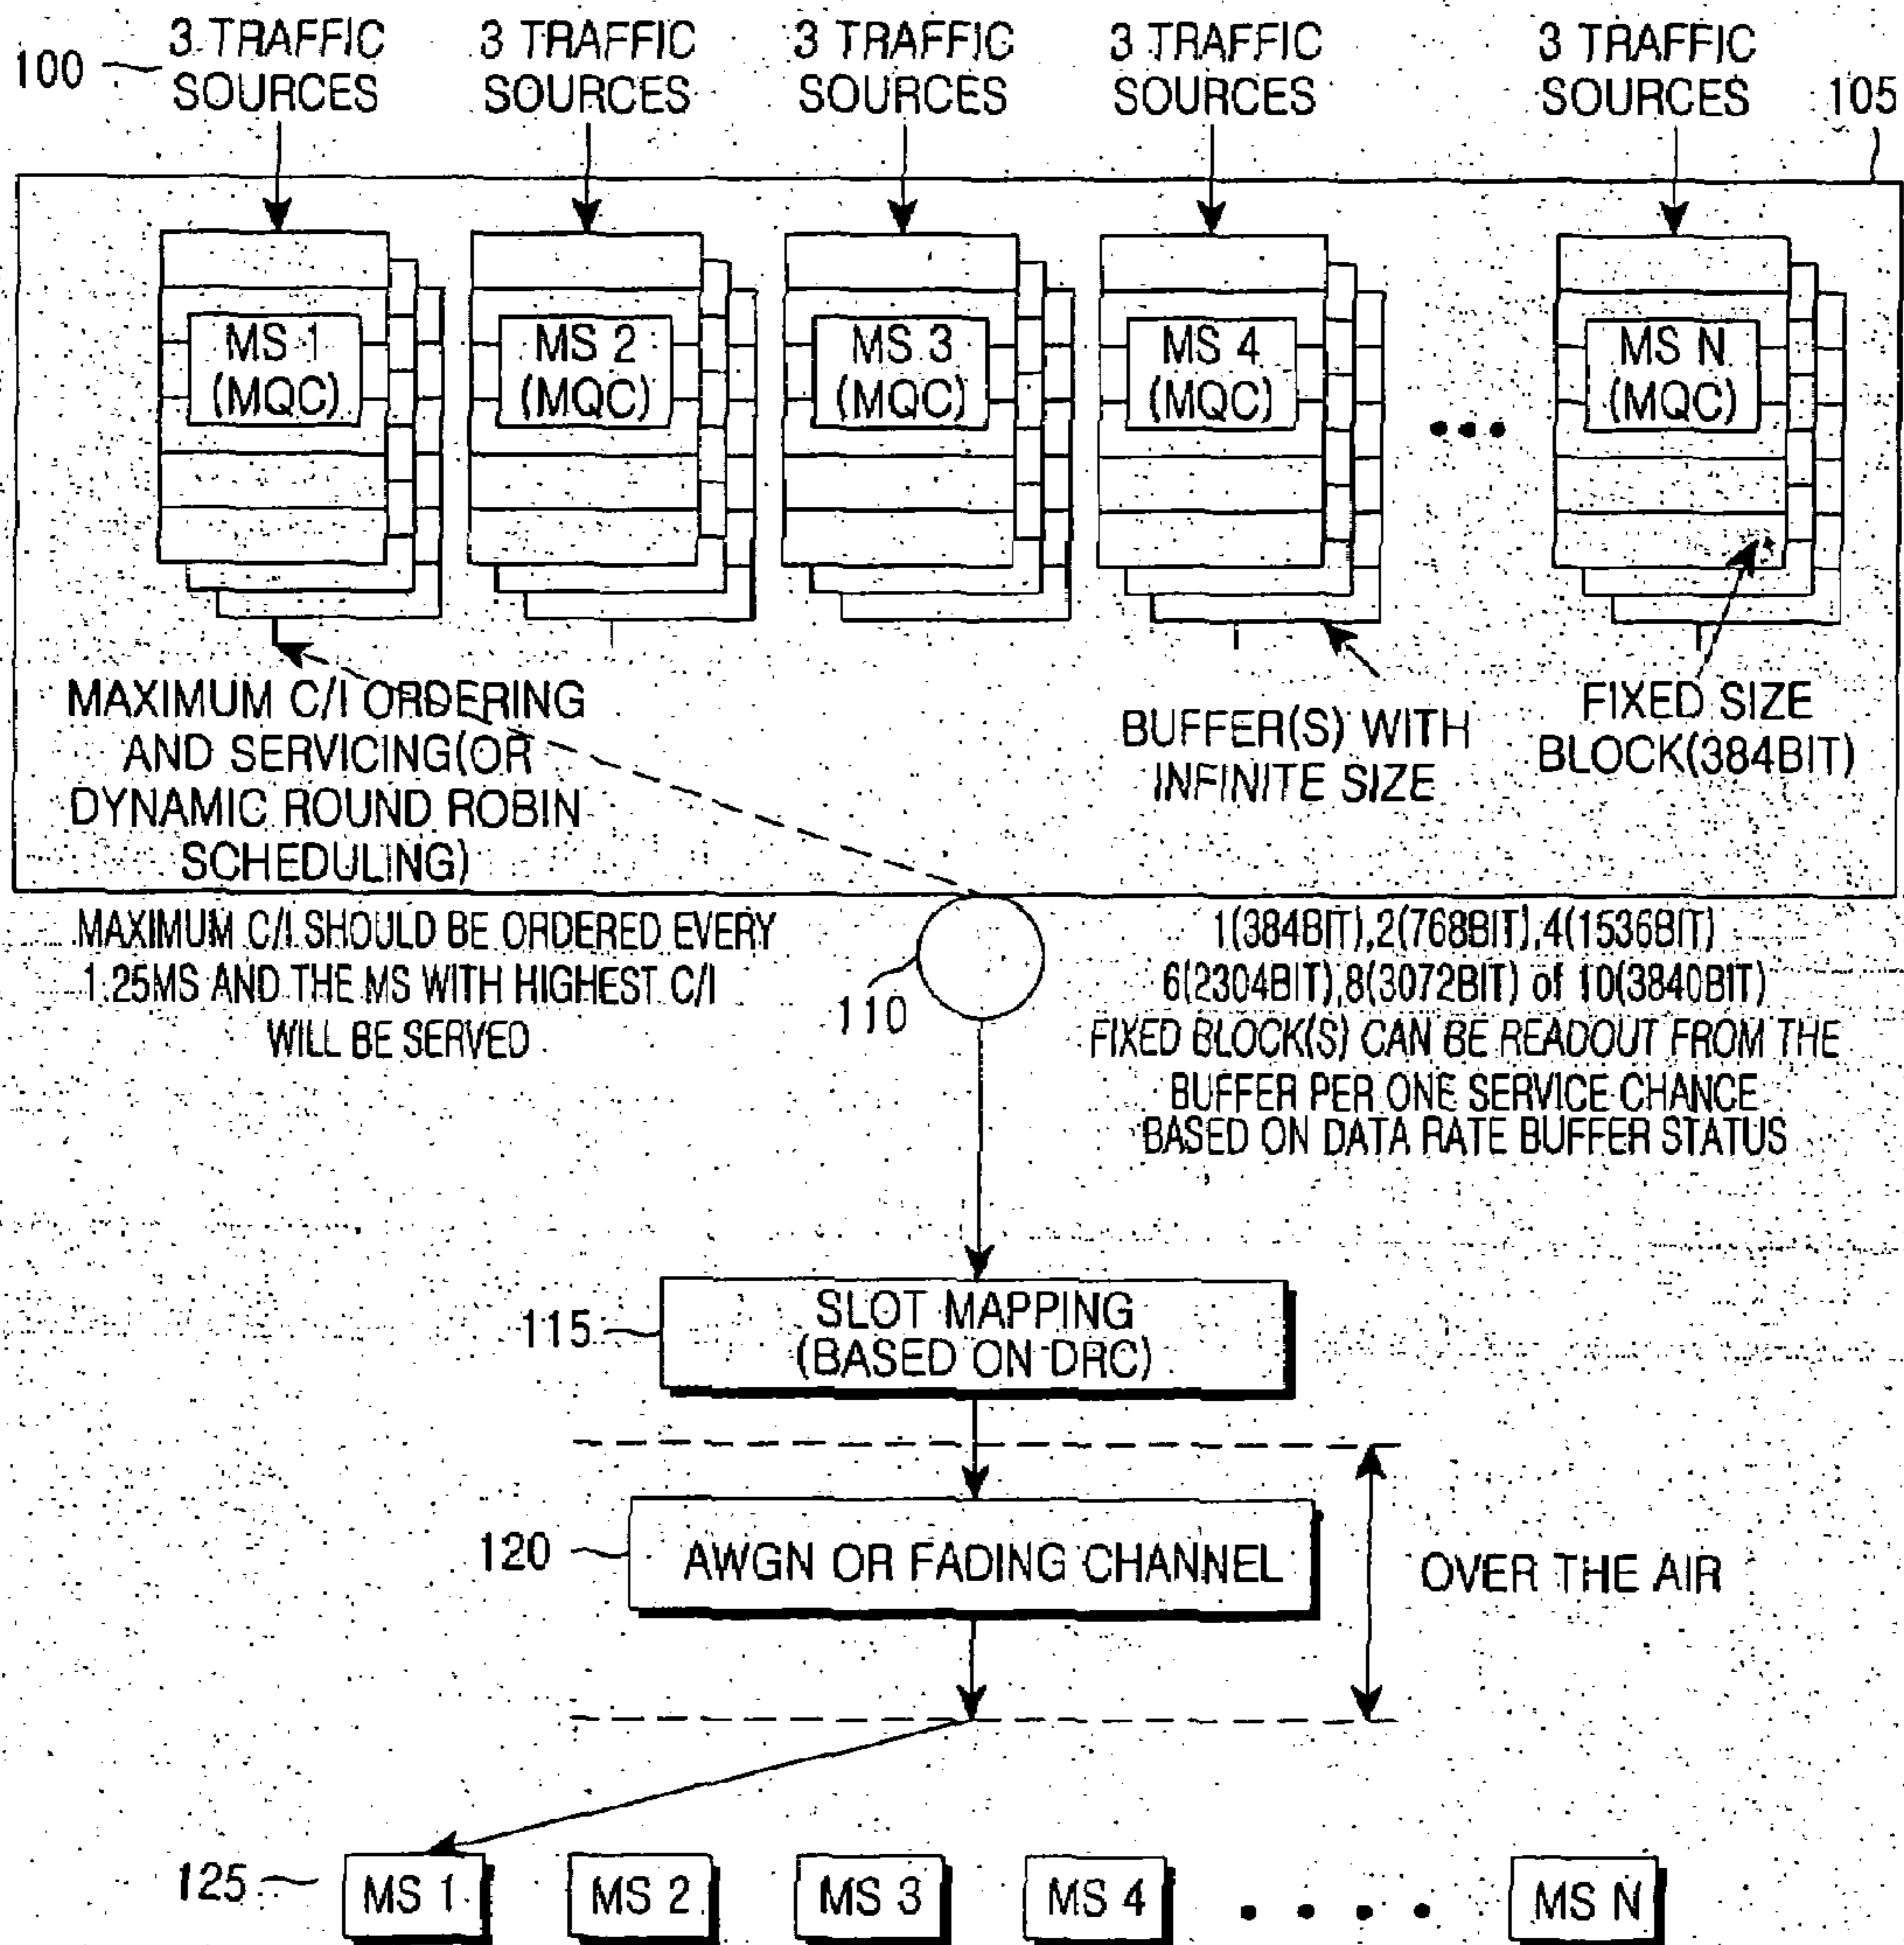 100
3 TRAFFIC
SOURCES
3 TRAFFIC
SOURCES
3 TRAFFIC
SOURCES
3 TRAFFIC
SOURCES
3 TRAFFIC
SOURCES
105
MS 1
(MQC)
MS 2
(MQC)
MS 3
(MQC)
MS 4
(MQC)
MS N
(MQC)
MAXIMUM C/I ORDERING
AND SERVICING(OR
DYNAMIC ROUND ROBIN
SCHEDULING)
BUFFER(S) WITH
INFINITE SIZE
FIXED SIZE
BLOCK(384BIT)
MAXIMUM C/I SHOULD BE ORDERED EVERY
1.25MS AND THE MS WITH HIGHEST C/I
WILL BE SERVED
110
1(384BIT),2(768BIT),4(1536BIT)
6(2304BIT),8(3072BIT) of 10(3840BIT)
FIXED BLOCK(S) CAN BE READOUT FROM THE
BUFFER PER ONE SERVICE CHANCE
BASED ON DATA RATE BUFFER STATUS
115
SLOT MAPPING
(BASED ON DRC)
120
AWGN OR FADING CHANNEL
OVER THE AIR
125
MS 1
MS 2
MS 3
MS 4
MS N